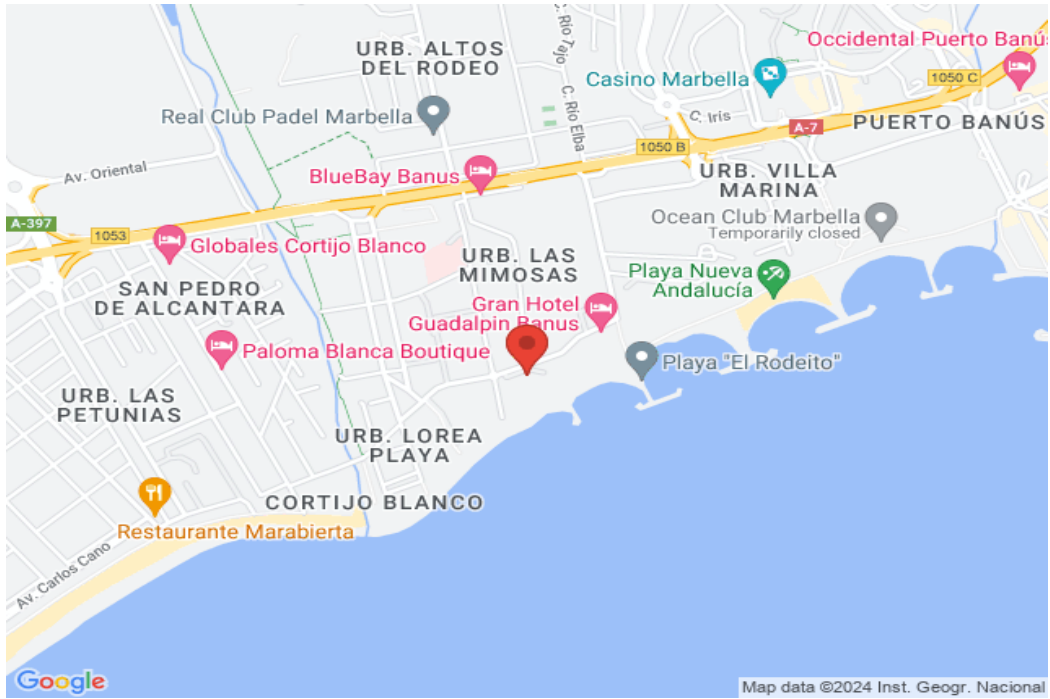 URB. ALTOS
DEL RODEO
C. Río Tajo
C. Río Elba
Occidental Puerto Banús
Casino Marbella
1050 C
Real Club Padel Marbella
C. Iris
A-7
PUERTO BANÚS
1050 B
Av. Oriental
BlueBay Banus
URB. VILLA
MARINA
A-397
1053
Globales Cortijo Blanco
Ocean Club Marbella
Temporarily closed
URB. LAS
MIMOSAS
Playa Nueva
Andalucía
SAN PEDRO
DE ALCANTARA
Gran Hotel
Guadalpin Banus
Paloma Blanca Boutique
Playa "El Rodeito"
URB. LAS
PETUNIAS
URB. LOREA
PLAYA
CORTIJO BLANCO
Restaurante Marabierta
Av. Carlos Cano
Google
Map data ©2024 Inst. Geogr. Nacional